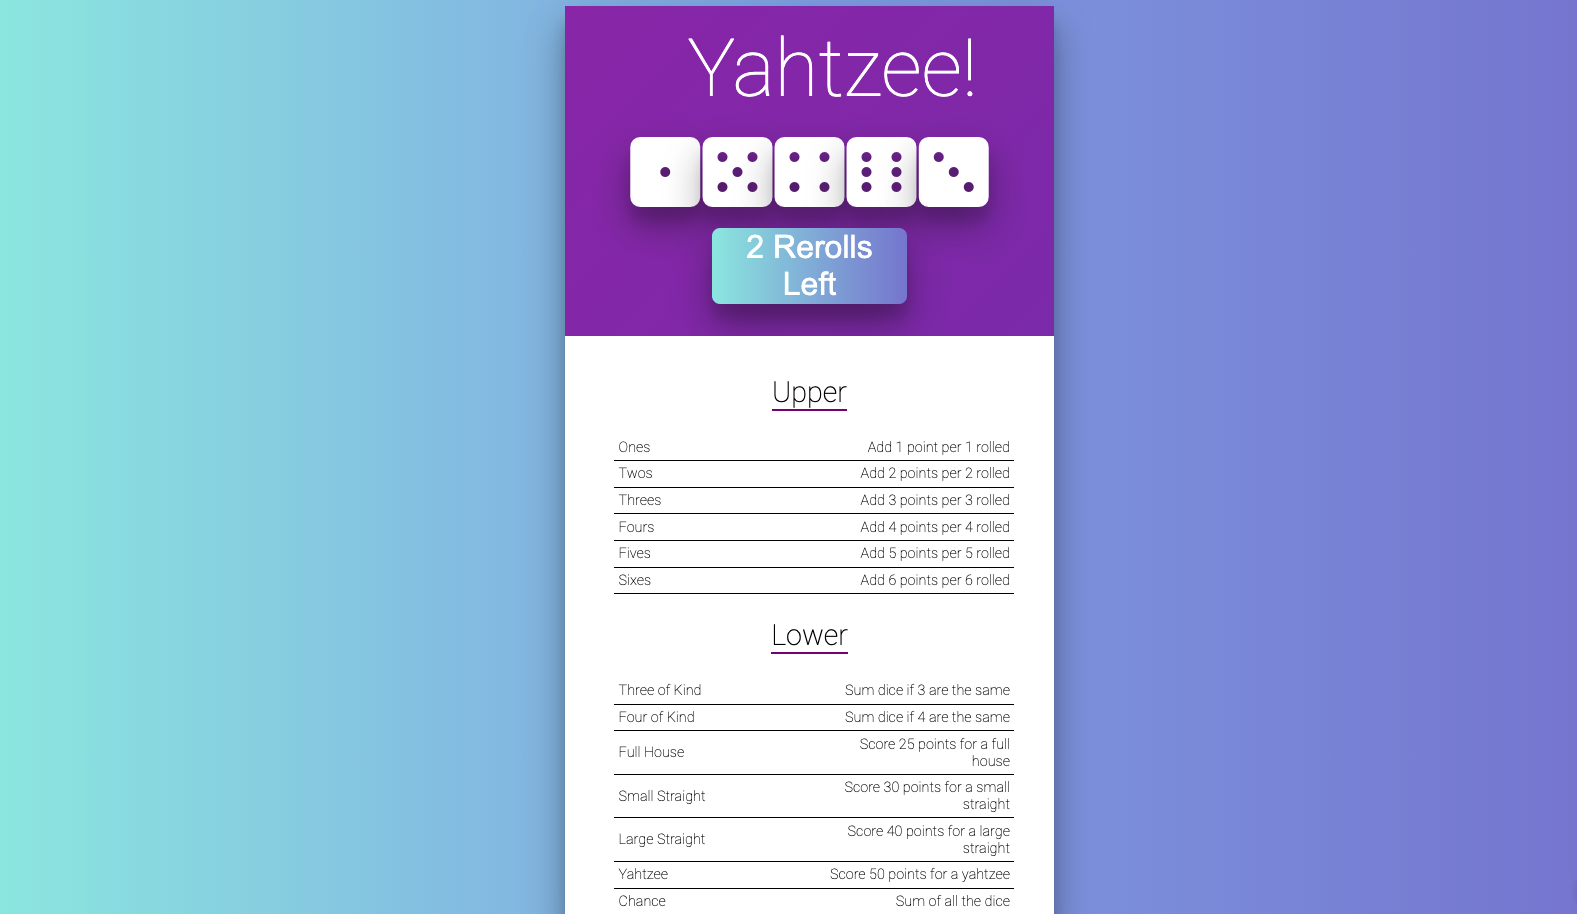 Yahtzee!
2 Rerolls
Left
Upper
Ones Add 1 point per 1 rolled
Twos Add 2 points per 2 rolled
Threes Add 3 points per 3 rolled
Fours Add 4 points per 4 rolled
Fives Add 5 points per 5 rolled
Sixes Add 6 points per 6 rolled
Lower
Three of Kind Sum dice if 3 are the same
Four of Kind Sum dice if 4 are the same
Full House Score 25 points for a full
house
Small Straight Score 30 points for a small
straight
Large Straight Score 40 points for a large
straight
Yahtzee Score 50 points for a yahtzee
Chance Sum of all the dice